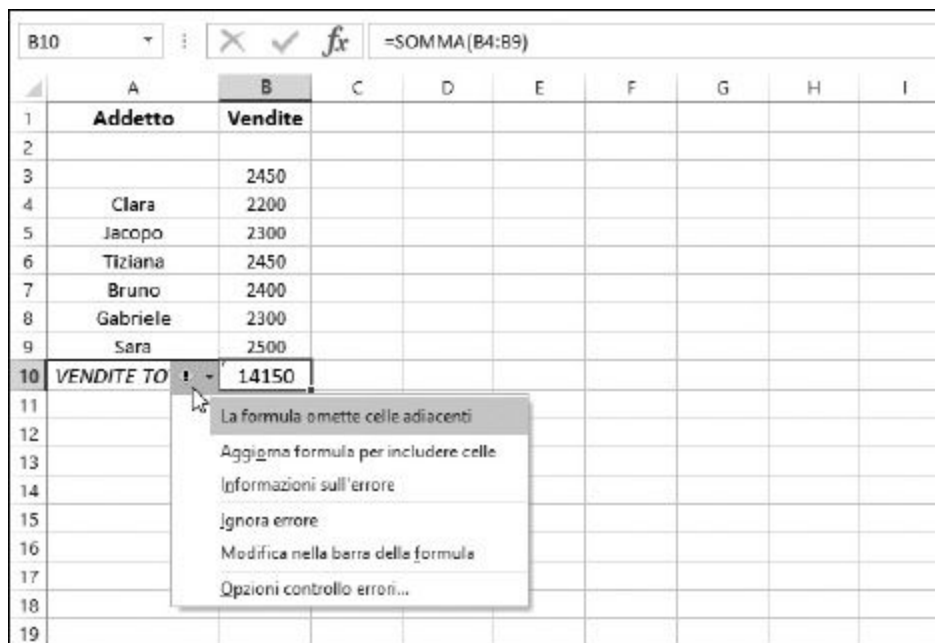 B10 fx =SOMMA(B4:B9)
A B C D E F G H I
1 Addetto Vendite
2
3 2450
4 Clara 2200
5 Jacopo 2300
6 Tiziana 2450
7 Bruno 2400
8 Gabriele 2300
9 Sara 2500
10 VENDITE TO ! 14150
11 La formula omette celle adiacenti
12 Aggiorna formula per includere celle
13 Informazioni sull'errore
14
15 Ignora errore
16 Modifica nella barra della formula
17 Opzioni controllo errori...
18
19